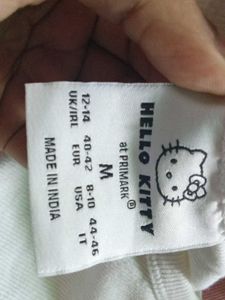 HELLO KITTY
at PRIMARK®
M
12-14 40-42 8-10 44-46
UK/IRL EUR USA IT
MADE IN INDIA